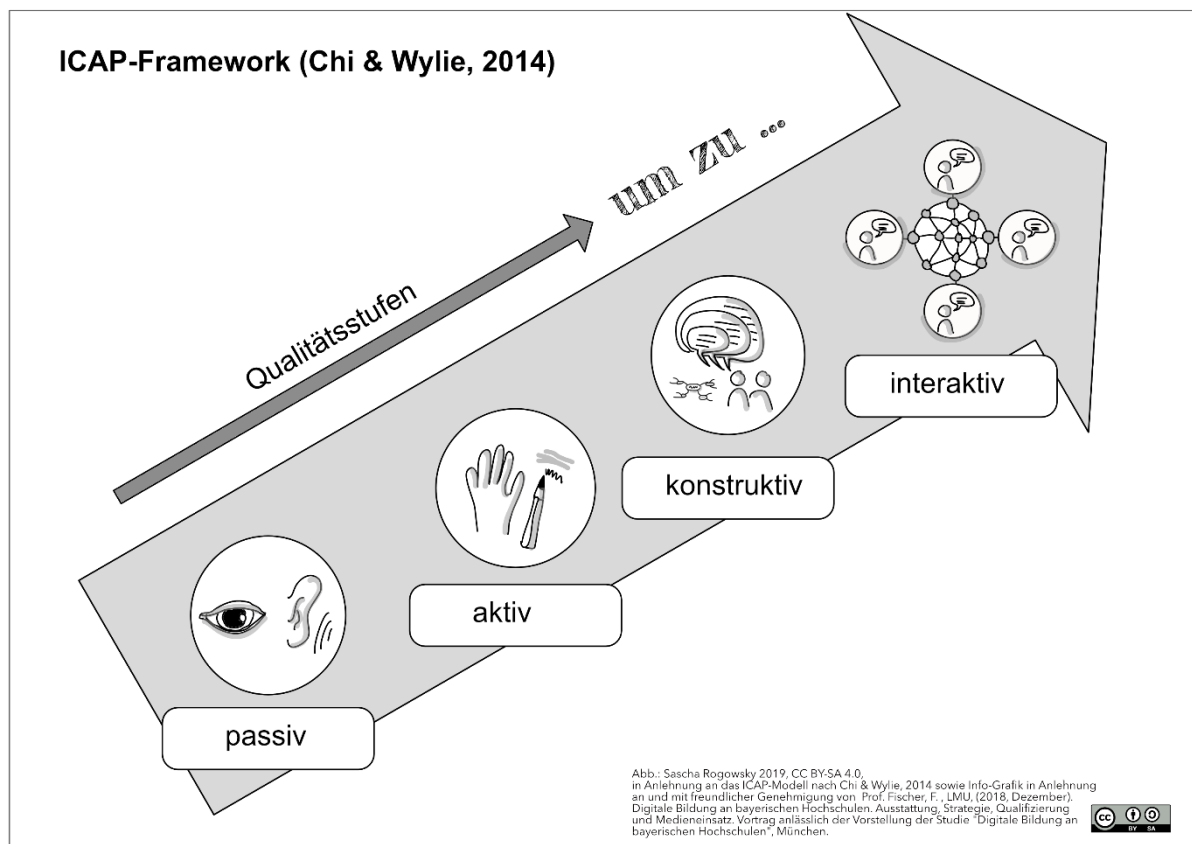 ICAP-Framework (Chi & Wylie, 2014)
um zu ...
Qualitätsstufen
interaktiv
konstruktiv
aktiv
passiv
Abb.: Sascha Rogowsky 2019, CC BY-SA 4.0,
in Anlehnung an das ICAP-Modell nach Chi & Wylie, 2014 sowie Info-Grafik in Anlehnung
an und mit freundlicher Genehmigung von Prof. Fischer, F. , LMU, (2018, Dezember).
Digitale Bildung an bayerischen Hochschulen. Ausstattung, Strategie, Qualifizierung
und Medieneinsatz. Vortrag anlässlich der Vorstellung der Studie "Digitale Bildung an
bayerischen Hochschulen", München.
cc BY SA